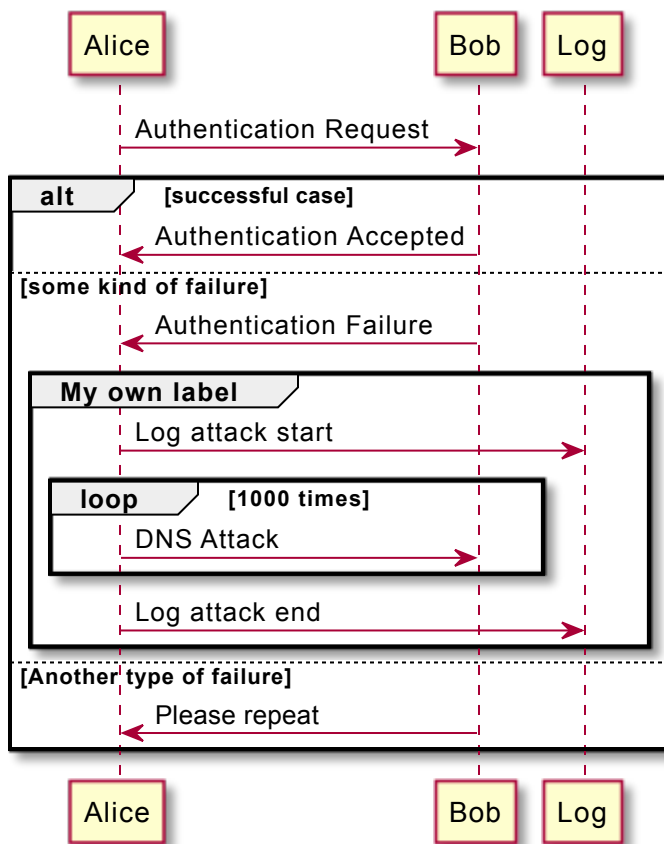 Alice Bob Log
Authentication Request
alt [successful case]
Authentication Accepted
[some kind of failure]
Authentication Failure
My own label
Log attack start
loop [1000 times]
DNS Attack
Log attack end
[Another type of failure]
Please repeat
Alice Bob Log